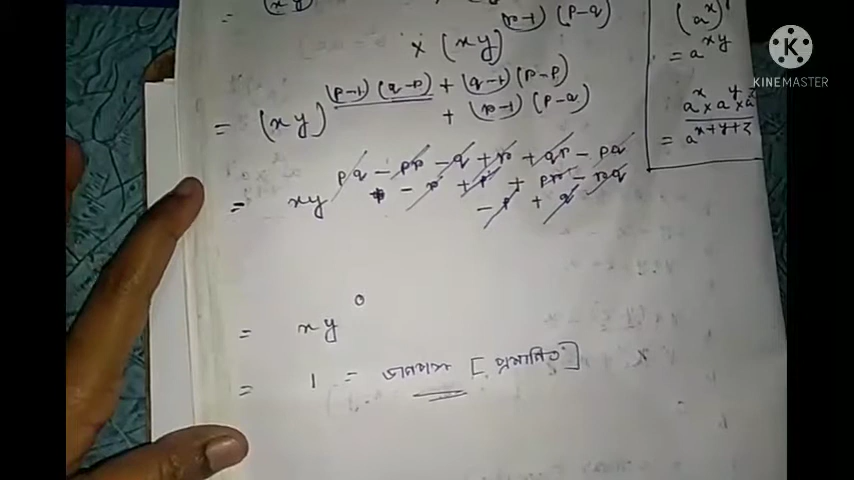 = (xy) (r-1)(p-q)
× (xy)
= (xy) (p-1)(q-r) + (q-1)(r-p)
+ (r-1)(p-q)
= xy pq - pr - q + r + qr - pq
- r + p + pr - rq
- p + q
= xy 0
= 1 = ডানপক্ষ [প্রমাণিত]
(a^x)
= a^xy
a^x × a^y × a^z
= a^x+y+z
KINEMASTER